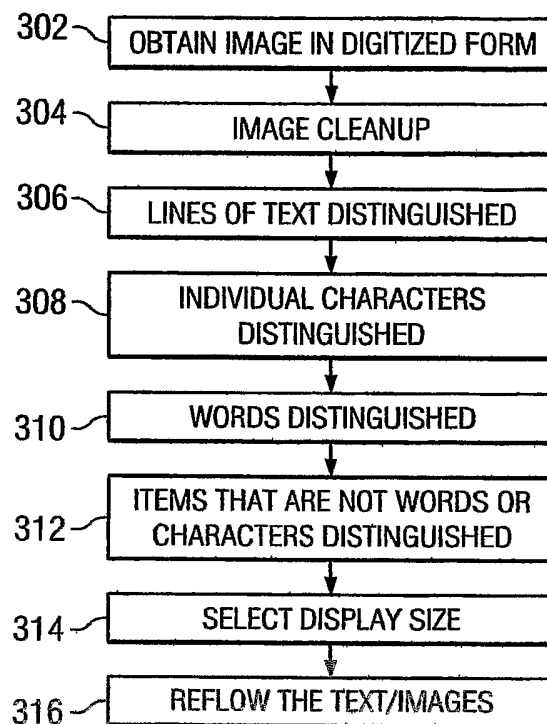 302 OBTAIN IMAGE IN DIGITIZED FORM
304 IMAGE CLEANUP
306 LINES OF TEXT DISTINGUISHED
308 INDIVIDUAL CHARACTERS
DISTINGUISHED
310 WORDS DISTINGUISHED
312 ITEMS THAT ARE NOT WORDS OR
CHARACTERS DISTINGUISHED
314 SELECT DISPLAY SIZE
316 REFLOW THE TEXT/IMAGES